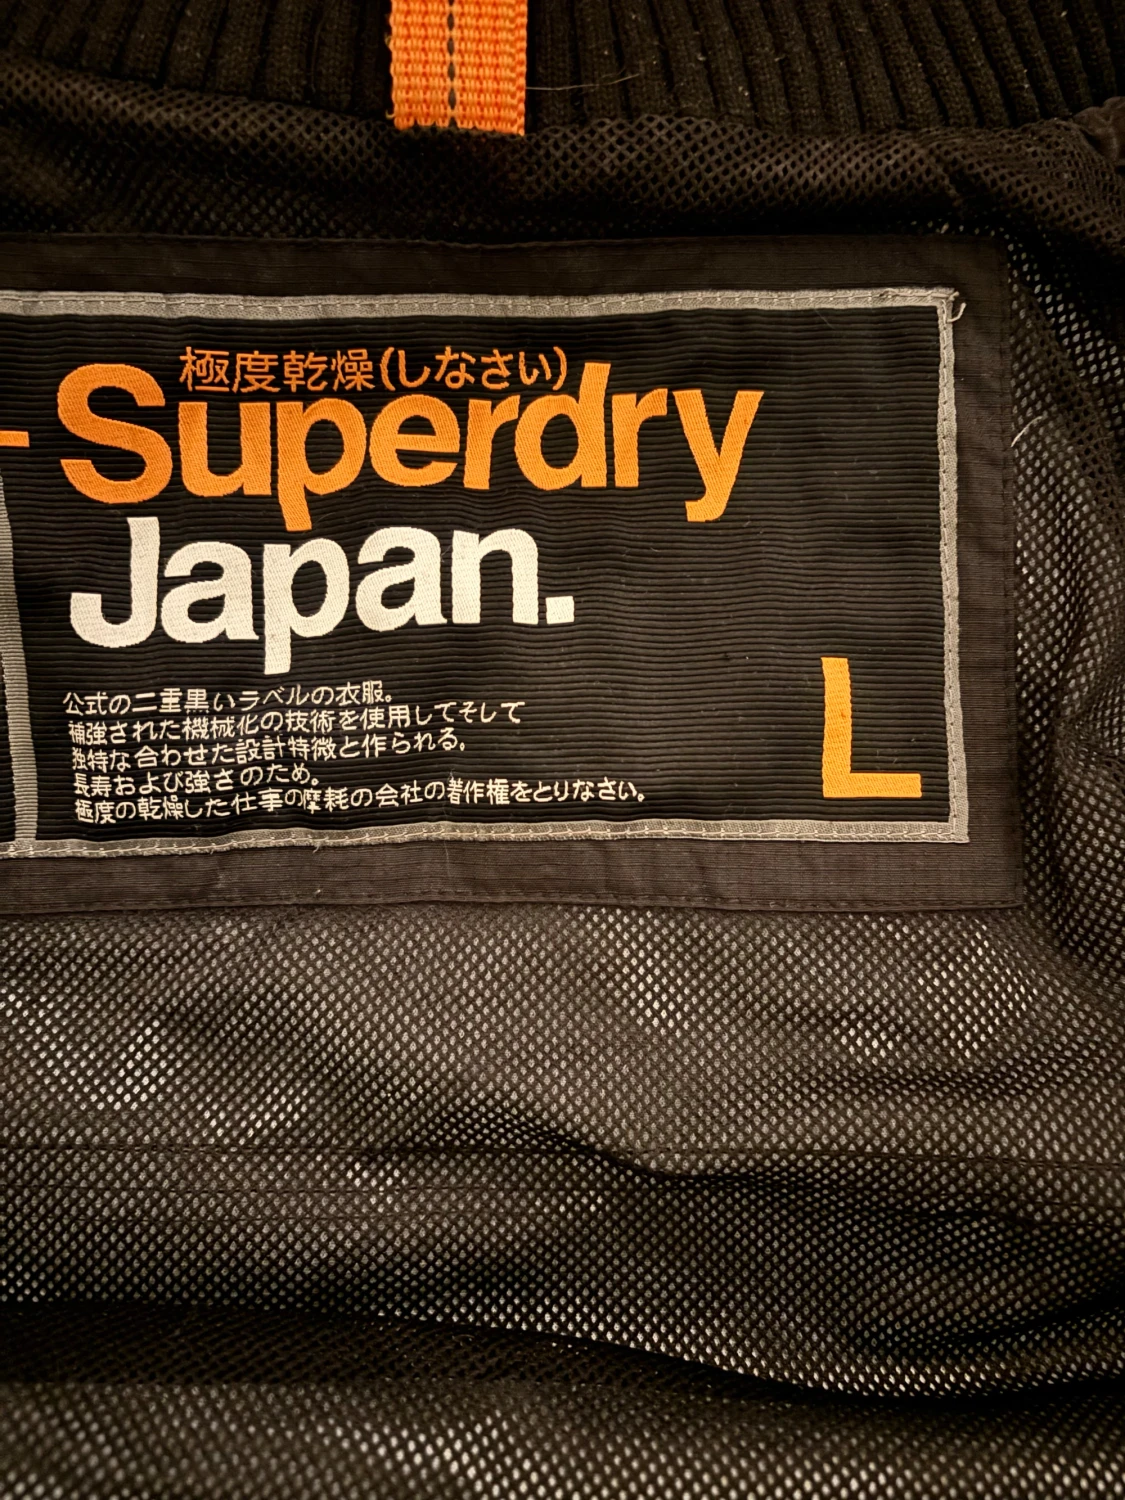 極度乾燥(しなさい)
Superdry
Japan.
公式の二重黒いラベルの衣服。
補強された機械化の技術を使用してそして
独特な合わせた設計特微と作られる。
長寿および強さのため。
極度の乾燥した仕事の摩耗の会社の著作権をとりなさい。
L